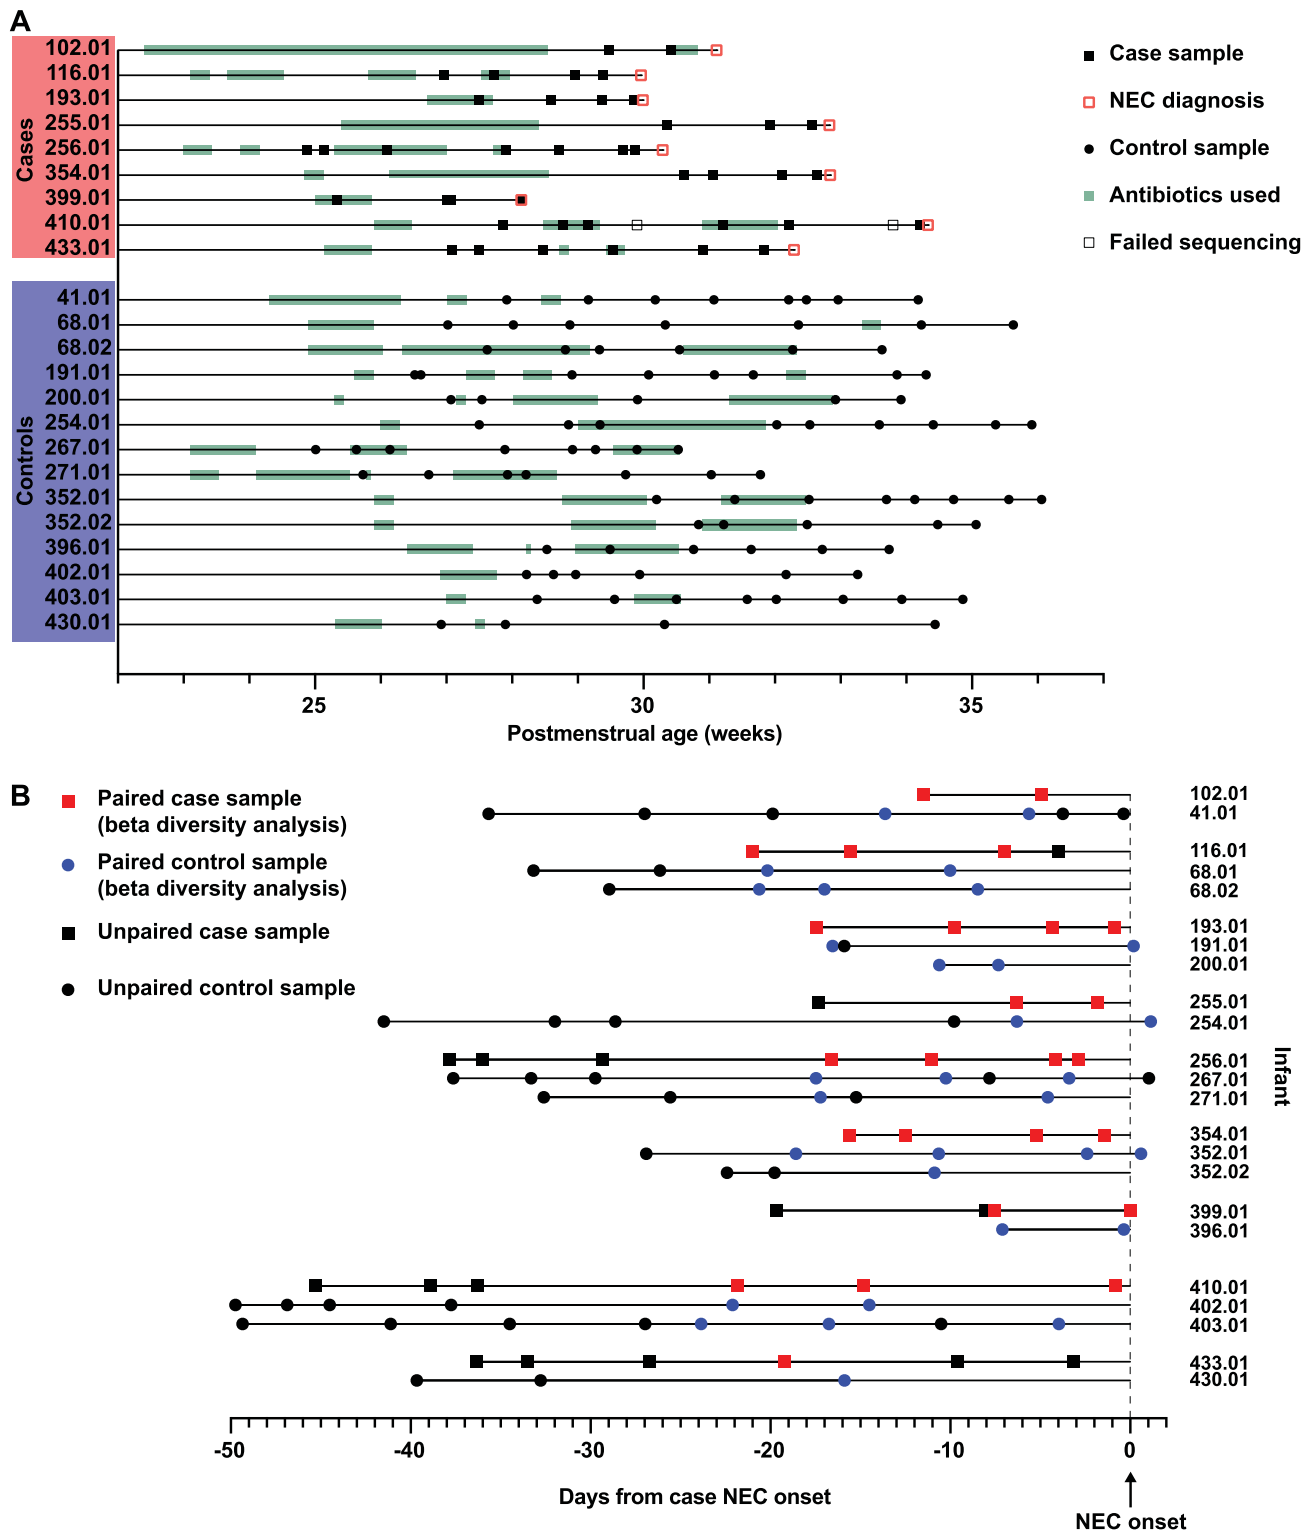 A
Cases
102.01
116.01
193.01
255.01
256.01
354.01
399.01
410.01
433.01
Case sample
NEC diagnosis
Control sample
Antibiotics used
Failed sequencing
Controls
41.01
68.01
68.02
191.01
200.01
254.01
267.01
271.01
352.01
352.02
396.01
402.01
403.01
430.01
25
30
35
Postmenstrual age (weeks)
B
Paired case sample
(beta diversity analysis)
Paired control sample
(beta diversity analysis)
Unpaired case sample
Unpaired control sample
102.01
41.01
116.01
68.01
68.02
193.01
191.01
200.01
255.01
254.01
256.01
267.01
271.01
354.01
352.01
352.02
399.01
396.01
410.01
402.01
403.01
433.01
430.01
Infant
-50
-40
-30
-20
-10
0
Days from case NEC onset
NEC onset